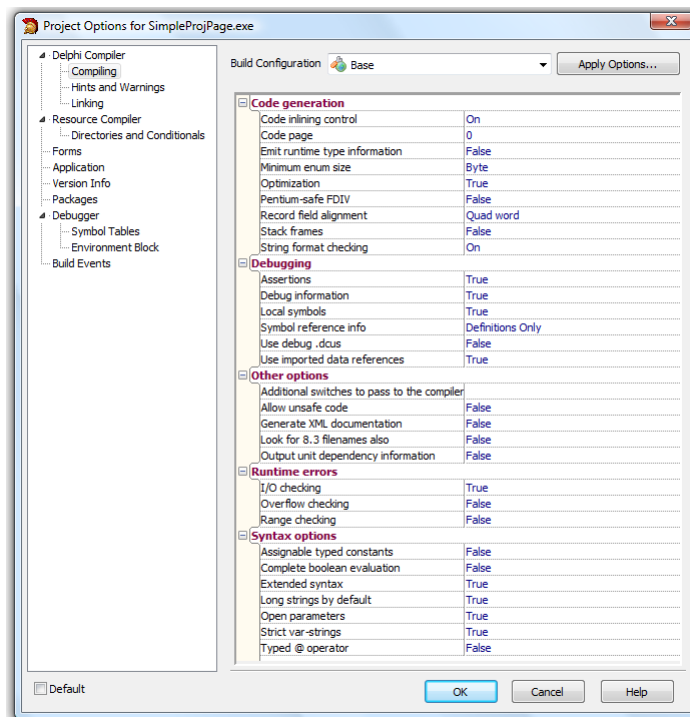 Project Options for SimpleProjPage.exe
Delphi Compiler
Compiling
Hints and Warnings
Linking
Resource Compiler
Directories and Conditionals
Forms
Application
Version Info
Packages
Debugger
Symbol Tables
Environment Block
Build Events
Build Configuration Base Apply Options...
Code generation
Code inlining control On
Code page 0
Emit runtime type information False
Minimum enum size Byte
Optimization True
Pentium-safe FDIV False
Record field alignment Quad word
Stack frames False
String format checking On
Debugging
Assertions True
Debug information True
Local symbols True
Symbol reference info Definitions Only
Use debug .dcus False
Use imported data references True
Other options
Additional switches to pass to the compiler
Allow unsafe code False
Generate XML documentation False
Look for 8.3 filenames also False
Output unit dependency information False
Runtime errors
I/O checking True
Overflow checking False
Range checking False
Syntax options
Assignable typed constants False
Complete boolean evaluation False
Extended syntax True
Long strings by default True
Open parameters True
Strict var-strings True
Typed @ operator False
Default
OK Cancel Help